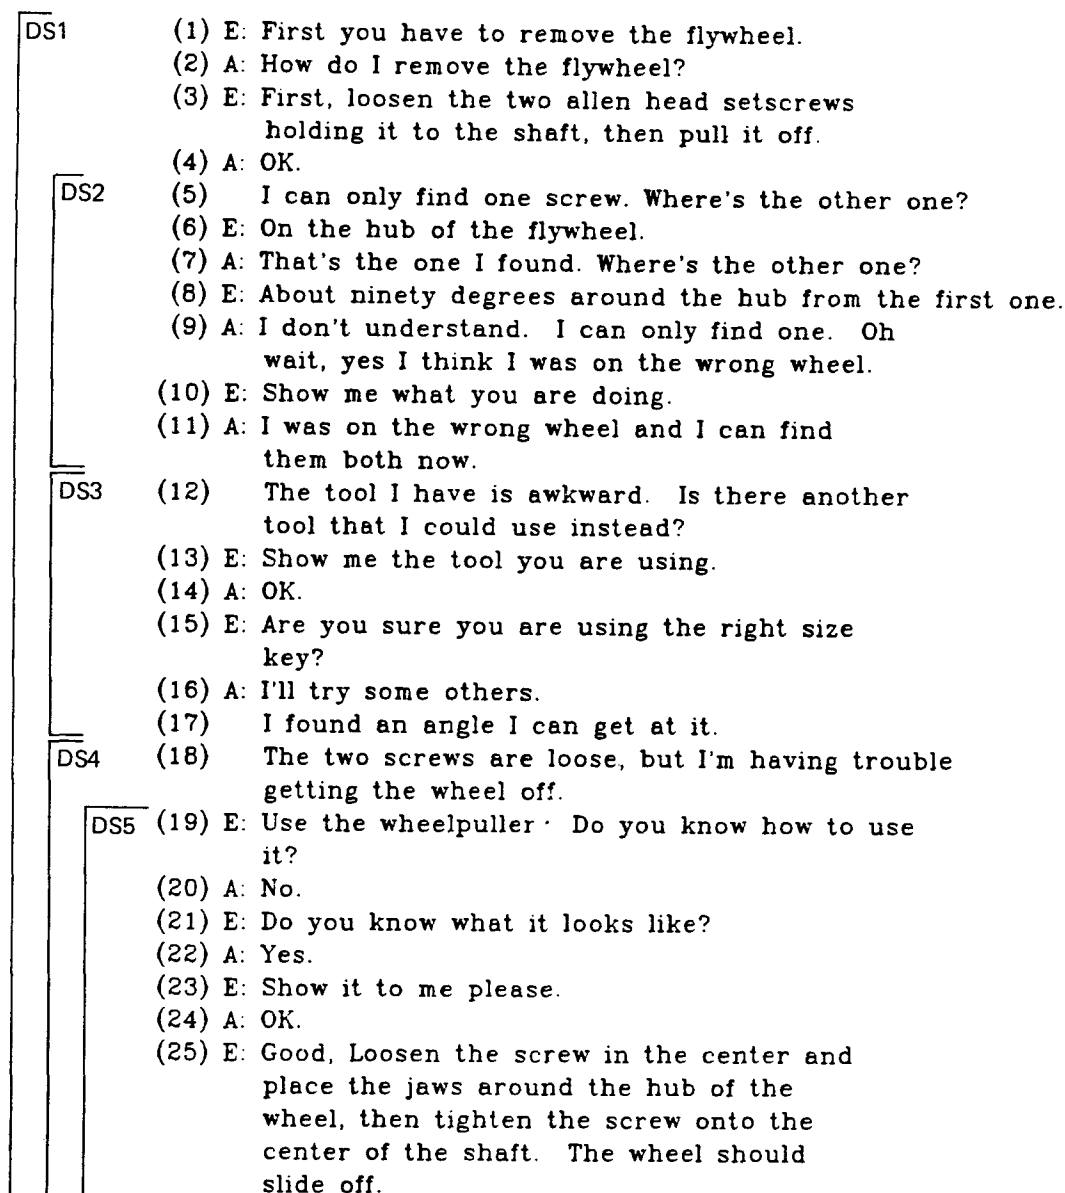 DS1 (1) E: First you have to remove the flywheel.
(2) A: How do I remove the flywheel?
(3) E: First, loosen the two allen head setscrews
holding it to the shaft, then pull it off.
(4) A: OK.
DS2 (5) I can only find one screw. Where's the other one?
(6) E: On the hub of the flywheel.
(7) A: That's the one I found. Where's the other one?
(8) E: About ninety degrees around the hub from the first one.
(9) A: I don't understand. I can only find one. Oh
wait, yes I think I was on the wrong wheel.
(10) E: Show me what you are doing.
(11) A: I was on the wrong wheel and I can find
them both now.
DS3 (12) The tool I have is awkward. Is there another
tool that I could use instead?
(13) E: Show me the tool you are using.
(14) A: OK.
(15) E: Are you sure you are using the right size
key?
(16) A: I'll try some others.
(17) I found an angle I can get at it.
DS4 (18) The two screws are loose, but I'm having trouble
getting the wheel off.
DS5 (19) E: Use the wheelpuller · Do you know how to use
it?
(20) A: No.
(21) E: Do you know what it looks like?
(22) A: Yes.
(23) E: Show it to me please.
(24) A: OK.
(25) E: Good, Loosen the screw in the center and
place the jaws around the hub of the
wheel, then tighten the screw onto the
center of the shaft. The wheel should
slide off.